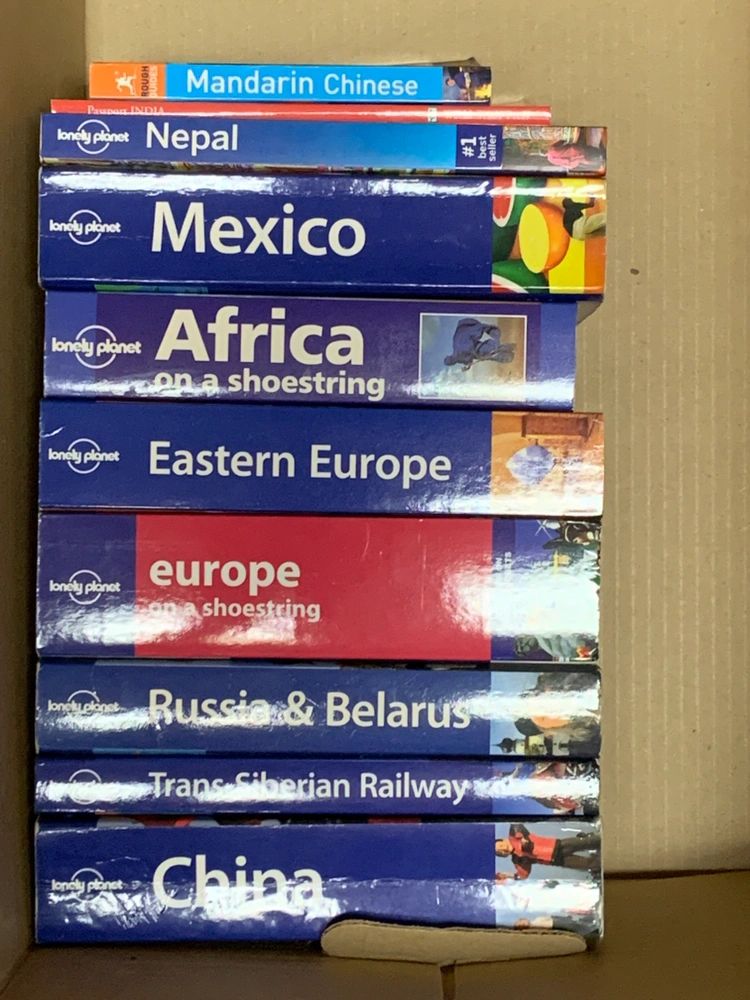 ROUGH
GUIDES
Mandarin Chinese
Passport INDIA
lonely planet
Nepal
#1
best
seller
lonely planet
Mexico
lonely planet
Africa
on a shoestring
lonely planet
Eastern Europe
lonely planet
europe
on a shoestring
lonely planet
Russia & Belarus
Trans-Siberian Railway
lonely planet
China